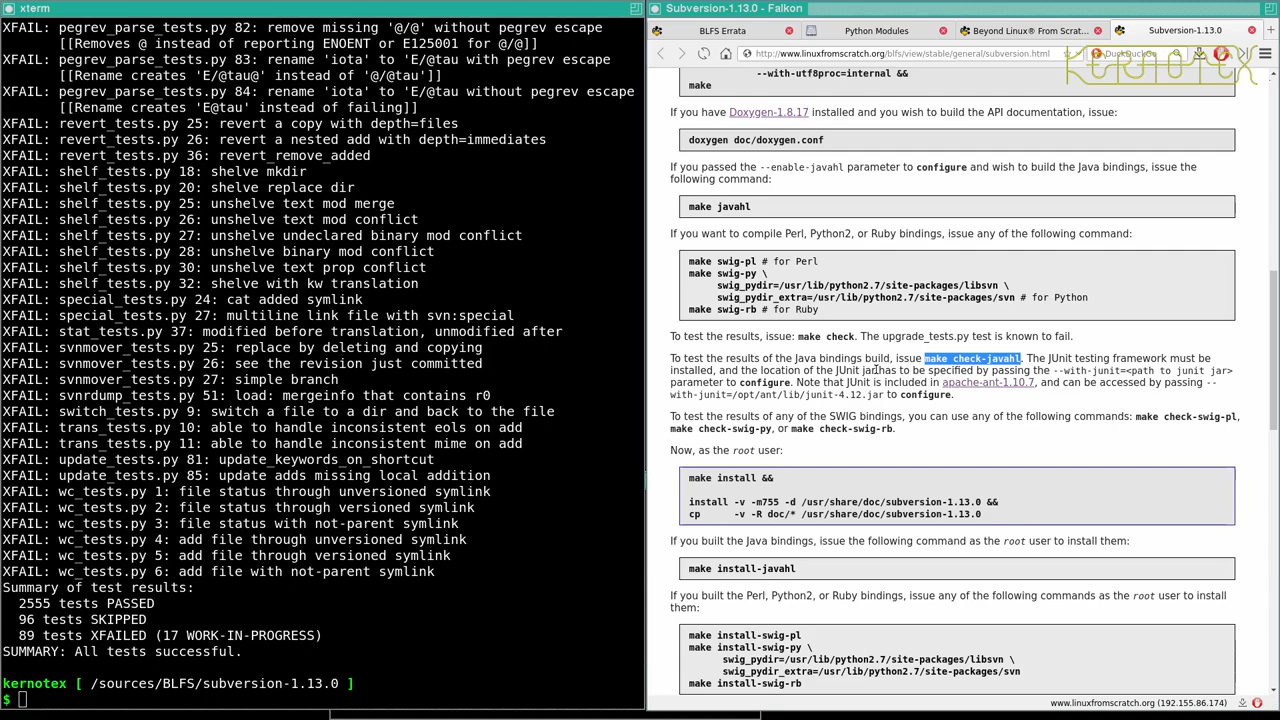 xterm
XFAIL: pegrev_parse_tests.py 82: remove missing '@/@' without pegrev escape
[[Removes @ instead of reporting ENOENT or E125001 for @/@]]
XFAIL: pegrev_parse_tests.py 83: rename 'iota' to 'E/@tau with pegrev escape
[[Rename creates 'E/@tau@' instead of '@/@tau']]
XFAIL: pegrev_parse_tests.py 84: rename 'iota' to 'E/@tau without pegrev escape
[[Rename creates 'E@tau' instead of failing]]
XFAIL: revert_tests.py 25: revert a copy with depth=files
XFAIL: revert_tests.py 26: revert a nested add with depth=immediates
XFAIL: revert_tests.py 36: revert_remove_added
XFAIL: shelf_tests.py 18: shelve mkdir
XFAIL: shelf_tests.py 20: shelve replace dir
XFAIL: shelf_tests.py 25: unshelve text mod merge
XFAIL: shelf_tests.py 26: unshelve text mod conflict
XFAIL: shelf_tests.py 27: unshelve undeclared binary mod conflict
XFAIL: shelf_tests.py 28: unshelve binary mod conflict
XFAIL: shelf_tests.py 30: unshelve text prop conflict
XFAIL: shelf_tests.py 32: shelve with kw translation
XFAIL: special_tests.py 24: cat added symlink
XFAIL: special_tests.py 27: multiline link file with svn:special
XFAIL: stat_tests.py 37: modified before translation, unmodified after
XFAIL: svnmover_tests.py 25: replace by deleting and copying
XFAIL: svnmover_tests.py 26: see the revision just committed
XFAIL: svnmover_tests.py 27: simple branch
XFAIL: svnrdump_tests.py 51: load: mergeinfo that contains r0
XFAIL: switch_tests.py 9: switch a file to a dir and back to the file
XFAIL: trans_tests.py 10: able to handle inconsistent eols on add
XFAIL: trans_tests.py 11: able to handle inconsistent mime on add
XFAIL: update_tests.py 81: update_keywords_on_shortcut
XFAIL: update_tests.py 85: update adds missing local addition
XFAIL: wc_tests.py 1: file status through unversioned symlink
XFAIL: wc_tests.py 2: file status through versioned symlink
XFAIL: wc_tests.py 3: file status with not-parent symlink
XFAIL: wc_tests.py 4: add file through unversioned symlink
XFAIL: wc_tests.py 5: add file through versioned symlink
XFAIL: wc_tests.py 6: add file with not-parent symlink
Summary of test results:
2555 tests PASSED
96 tests SKIPPED
89 tests XFAILED (17 WORK-IN-PROGRESS)
SUMMARY: All tests successful.
kernotex [ /sources/BLFS/subversion-1.13.0 ]
$
Subversion-1.13.0 - Falkon
BLFS Errata
Python Modules
Beyond Linux® From Scrat...
Subversion-1.13.0
http://www.linuxfromscratch.org/blfs/view/stable/general/subversion.html
DuckDuckGo
KERNOTEX
--with-utf8proc=internal &&
make
If you have Doxygen-1.8.17 installed and you wish to build the API documentation, issue:
doxygen doc/doxygen.conf
If you passed the --enable-javahl parameter to configure and wish to build the Java bindings, issue the
following command:
make javahl
If you want to compile Perl, Python2, or Ruby bindings, issue any of the following command:
make swig-pl # for Perl
make swig-py \
swig_pydir=/usr/lib/python2.7/site-packages/libsvn \
swig_pydir_extra=/usr/lib/python2.7/site-packages/svn # for Python
make swig-rb # for Ruby
To test the results, issue: make check. The upgrade_tests.py test is known to fail.
To test the results of the Java bindings build, issue make check-javahl. The JUnit testing framework must be
installed, and the location of the JUnit jar has to be specified by passing the --with-junit=<path to junit jar>
parameter to configure. Note that JUnit is included in apache-ant-1.10.7, and can be accessed by passing --
with-junit=/opt/ant/lib/junit-4.12.jar to configure.
To test the results of any of the SWIG bindings, you can use any of the following commands: make check-swig-pl,
make check-swig-py, or make check-swig-rb.
Now, as the root user:
make install &&
install -v -m755 -d /usr/share/doc/subversion-1.13.0 &&
cp -v -R doc/* /usr/share/doc/subversion-1.13.0
If you built the Java bindings, issue the following command as the root user to install them:
make install-javahl
If you built the Perl, Python2, or Ruby bindings, issue any of the following commands as the root user to install
them:
make install-swig-pl
make install-swig-py \
swig_pydir=/usr/lib/python2.7/site-packages/libsvn \
swig_pydir_extra=/usr/lib/python2.7/site-packages/svn
make install-swig-rb
www.linuxfromscratch.org (192.155.86.174)